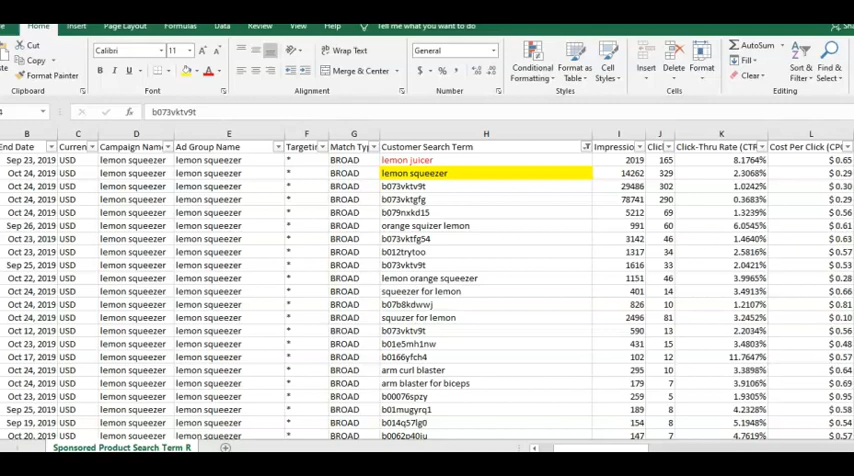 Home Insert Page Layout Formulas Data Review View Help Tell me what you want to do
Cut
Copy
Format Painter
Calibri 11 A A
B I U A
Wrap Text
Merge & Center
General
$ % ,
Conditional Formatting
Format as Table
Cell Styles
Insert Delete Format
AutoSum
Fill
Clear
Sort & Filter
Find & Select
Font Alignment Number Styles Cells Editing
fx b073vktv9t
B C D E F G H I J K L
End Date Curren Campaign Name Ad Group Name Targetin Match Typ Customer Search Term Impressio Click Click-Thru Rate (CTR Cost Per Click (CPC
Sep 23, 2019 USD lemon squeezer lemon squeezer * BROAD lemon juicer 2019 165 8.1764% $ 0.65
Oct 24, 2019 USD lemon squeezer lemon squeezer * BROAD lemon squeezer 14262 329 2.3068% $ 0.29
Oct 24, 2019 USD lemon squeezer lemon squeezer * BROAD b073vktv9t 29486 302 1.0242% $ 0.30
Oct 24, 2019 USD lemon squeezer lemon squeezer * BROAD b073vktgfg 78741 290 0.3683% $ 0.29
Oct 24, 2019 USD lemon squeezer lemon squeezer * BROAD b079nxkd15 5212 69 1.3239% $ 0.56
Sep 26, 2019 USD lemon squeezer lemon squeezer * BROAD orange squizer lemon 991 60 6.0545% $ 0.61
Oct 23, 2019 USD lemon squeezer lemon squeezer * BROAD b073vktfg54 3142 46 1.4640% $ 0.53
Oct 23, 2019 USD lemon squeezer lemon squeezer * BROAD b012trytoo 1317 34 2.5816% $ 0.57
Sep 25, 2019 USD lemon squeezer lemon squeezer * BROAD b073vktv9t 1616 33 2.0421% $ 0.53
Oct 22, 2019 USD lemon squeezer lemon squeezer * BROAD lemon orange squeezer 1151 46 3.9965% $ 0.28
Oct 24, 2019 USD lemon squeezer lemon squeezer * BROAD squeezer for lemon 401 14 3.4913% $ 0.66
Oct 24, 2019 USD lemon squeezer lemon squeezer * BROAD b07b8kdwwj 826 10 1.2107% $ 0.81
Oct 24, 2019 USD lemon squeezer lemon squeezer * BROAD squuzer for lemon 2496 81 3.2452% $ 0.10
Oct 12, 2019 USD lemon squeezer lemon squeezer * BROAD b073vktv9t 590 13 2.2034% $ 0.56
Oct 23, 2019 USD lemon squeezer lemon squeezer * BROAD b01e5mh1wn 431 15 3.4803% $ 0.48
Oct 17, 2019 USD lemon squeezer lemon squeezer * BROAD b0166yfch4 102 12 11.7647% $ 0.36
Oct 24, 2019 USD lemon squeezer lemon squeezer * BROAD arm curl blaster 295 10 3.3898% $ 0.64
Oct 24, 2019 USD lemon squeezer lemon squeezer * BROAD arm blaster for biceps 179 7 3.9106% $ 0.69
Oct 23, 2019 USD lemon squeezer lemon squeezer * BROAD b00076spzy 259 5 1.9305% $ 0.95
Sep 25, 2019 USD lemon squeezer lemon squeezer * BROAD b01mugyrq1 189 8 4.2328% $ 0.58
Sep 29, 2019 USD lemon squeezer lemon squeezer * BROAD b014q57lg0 154 8 5.1948% $ 0.54
Oct 20, 2019 USD lemon squeezer lemon squeezer * BROAD b0062p40ju 147 7 4.7619% $ 0.52
Sponsored Product Search Term R